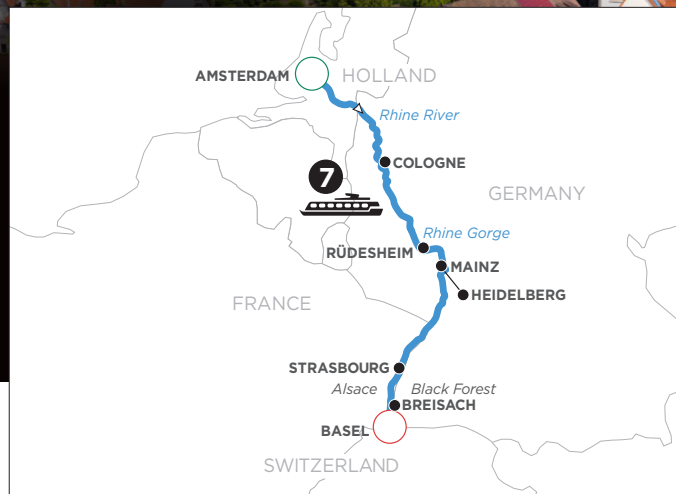 AMSTERDAM
HOLLAND
Rhine River
COLOGNE
7
GERMANY
Rhine Gorge
RÜDESHEIM
MAINZ
HEIDELBERG
FRANCE
STRASBOURG
Alsace
Black Forest
BREISACH
BASEL
SWITZERLAND